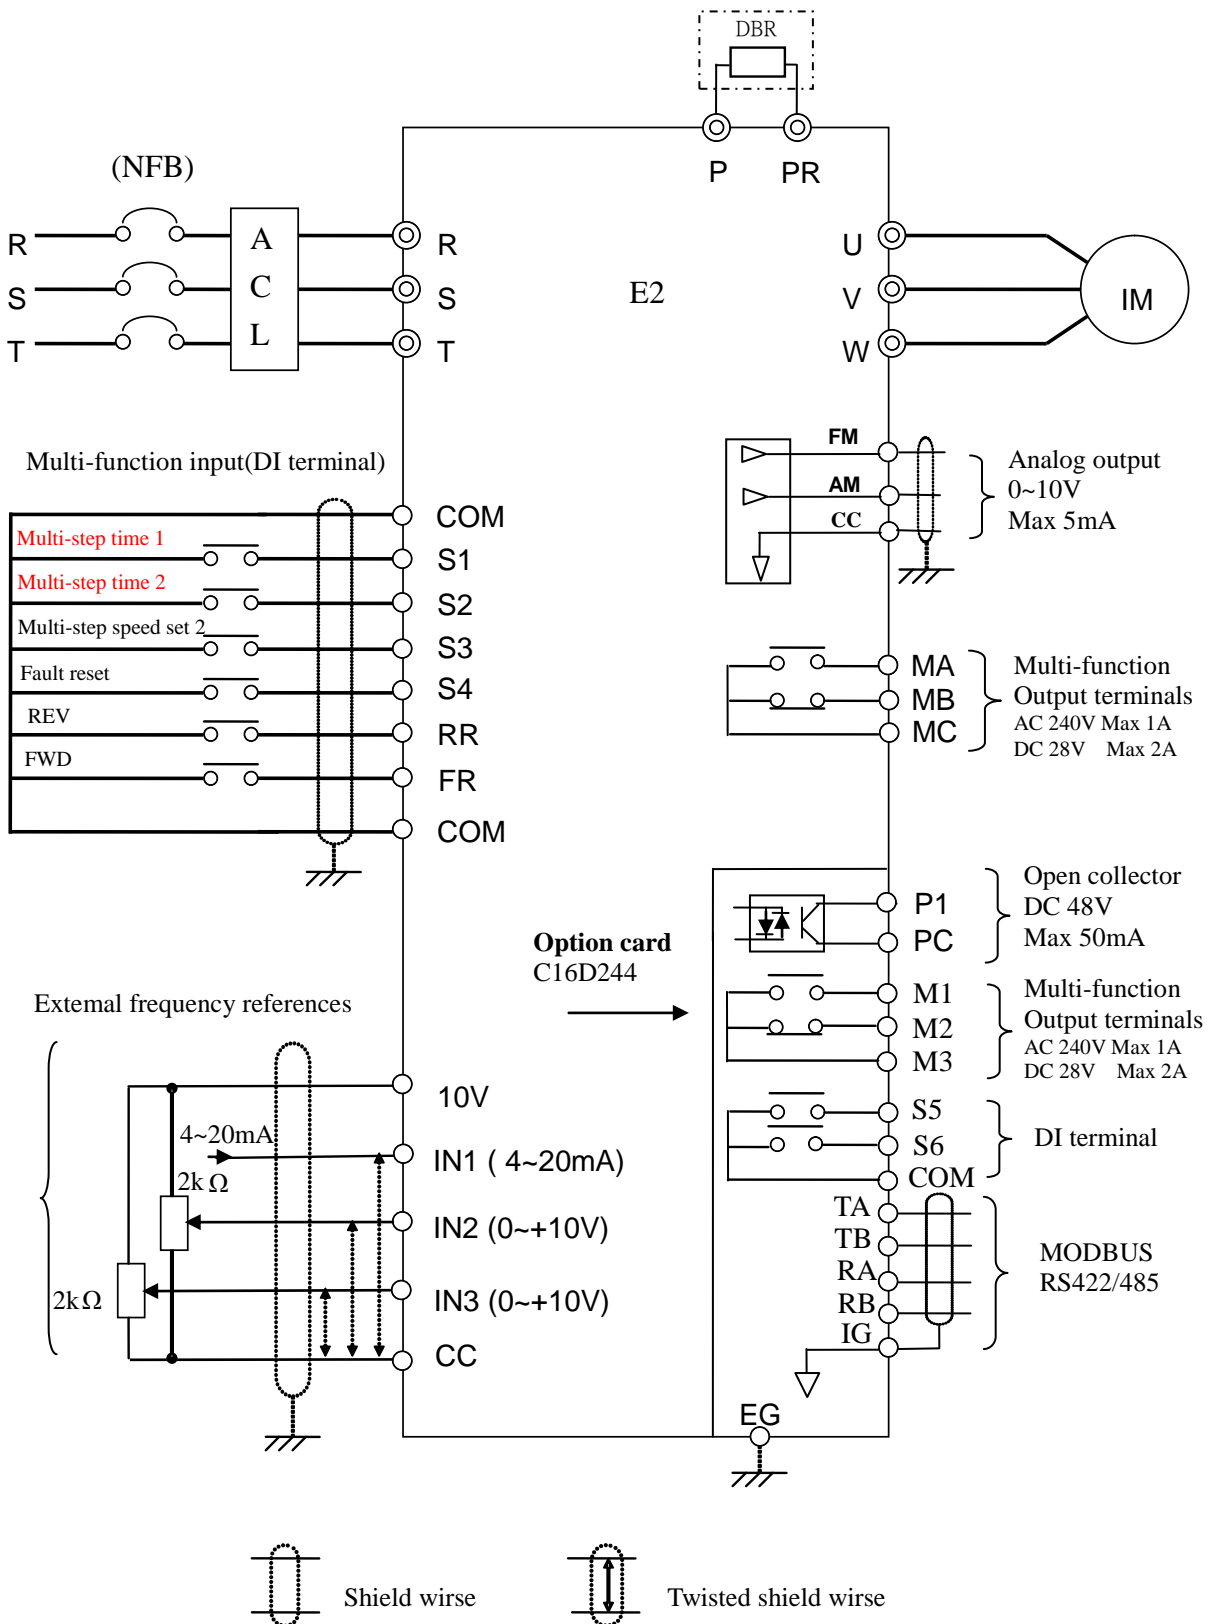 DBR
P PR
(NFB)
R A R U
S C S E2 V IM
T L T W
FM
Multi-function input(DI terminal)
Analog output
0~10V
Max 5mA
AM
CC
COM
Multi-step time 1
S1
Multi-step time 2
S2
Multi-step speed set 2
S3
Fault reset
S4
REV
RR
FWD
FR
COM
MA
MB
MC
Multi-function
Output terminals
AC 240V Max 1A
DC 28V Max 2A
Option card
C16D244
P1
PC
Open collector
DC 48V
Max 50mA
M1
M2
M3
Multi-function
Output terminals
AC 240V Max 1A
DC 28V Max 2A
S5
S6
COM
DI terminal
TA
TB
RA
RB
IG
MODBUS
RS422/485
External frequency references
10V
4~20mA
IN1 ( 4~20mA)
2kΩ
IN2 (0~+10V)
2kΩ
IN3 (0~+10V)
CC
EG
Shield wirse
Twisted shield wirse